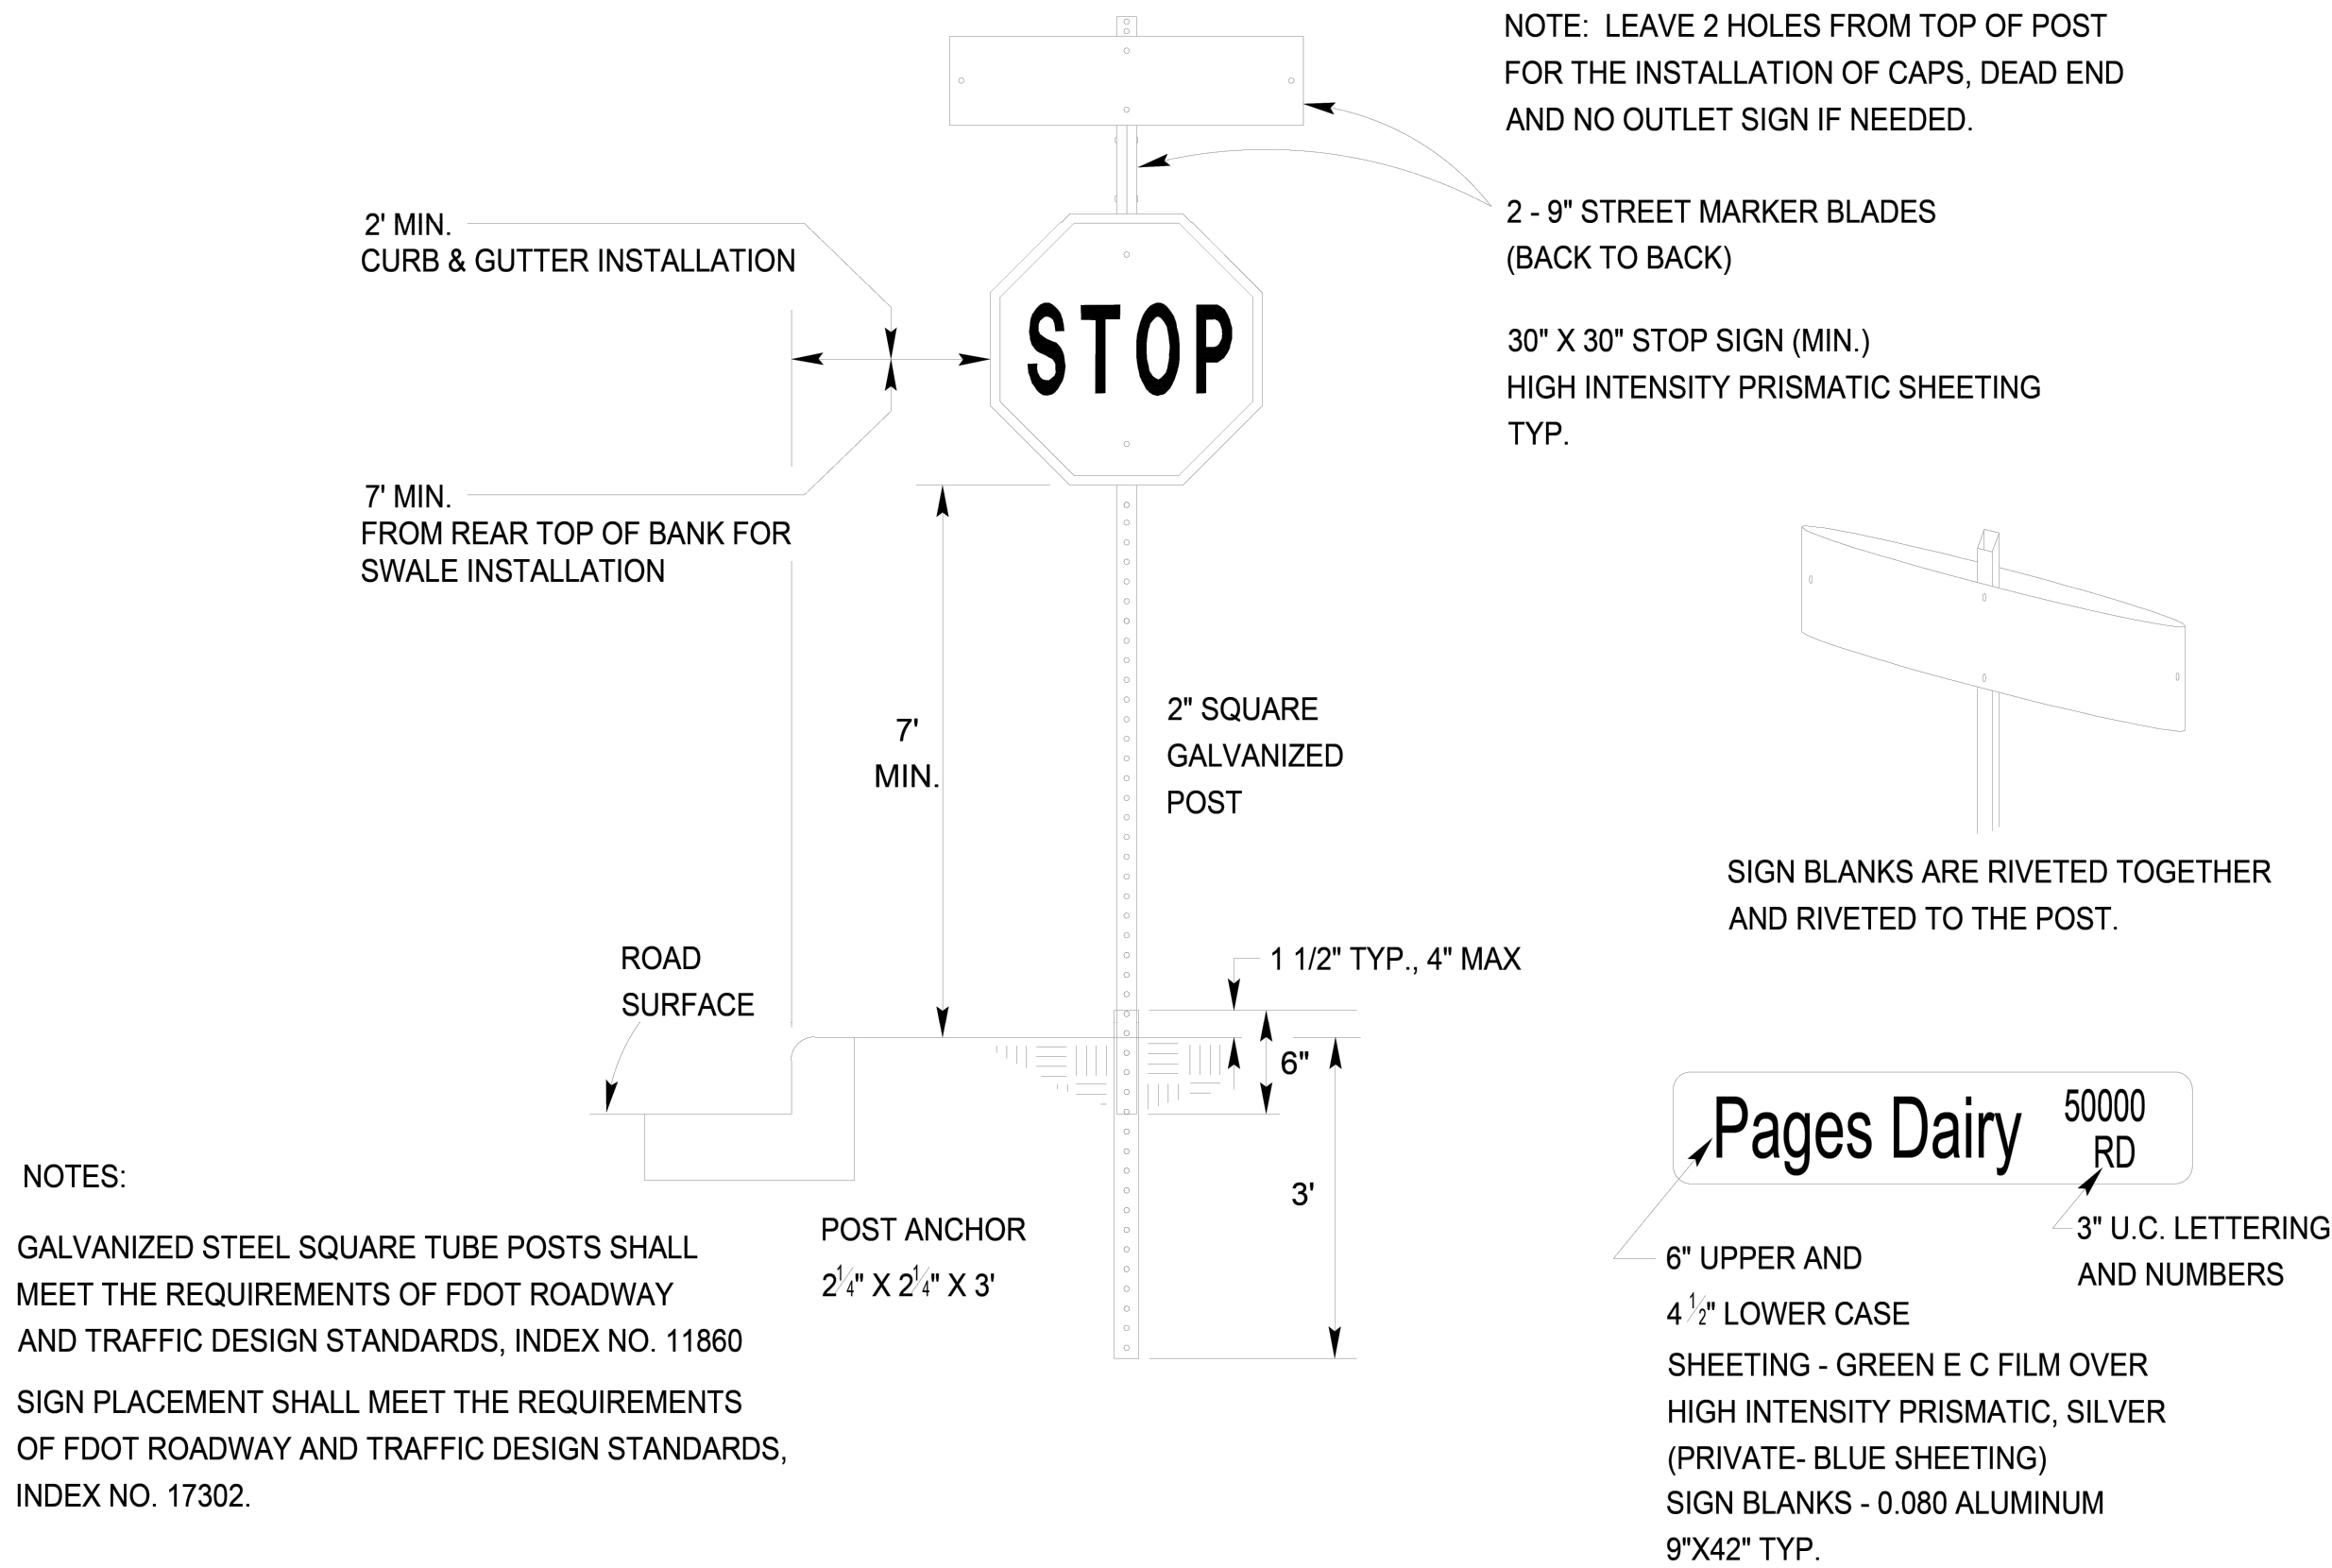 NOTE:  LEAVE 2 HOLES FROM TOP OF POST
FOR THE INSTALLATION OF CAPS, DEAD END
AND NO OUTLET SIGN IF NEEDED.
2 - 9" STREET MARKER BLADES
(BACK TO BACK)
30" X 30" STOP SIGN (MIN.)
HIGH INTENSITY PRISMATIC SHEETING
TYP.
2' MIN.
CURB & GUTTER INSTALLATION
STOP
7' MIN.
FROM REAR TOP OF BANK FOR
SWALE INSTALLATION
7'
MIN.
2" SQUARE
GALVANIZED
POST
SIGN BLANKS ARE RIVETED TOGETHER
AND RIVETED TO THE POST.
ROAD
SURFACE
1 1/2" TYP., 4" MAX
6"
3'
POST ANCHOR
2 1/4" X 2 1/4" X 3'
Pages Dairy
50000
RD
3" U.C. LETTERING
AND NUMBERS
6" UPPER AND
4 1/2" LOWER CASE
SHEETING - GREEN E C FILM OVER
HIGH INTENSITY PRISMATIC, SILVER
(PRIVATE- BLUE SHEETING)
SIGN BLANKS - 0.080 ALUMINUM
9"X42" TYP.
NOTES:
GALVANIZED STEEL SQUARE TUBE POSTS SHALL
MEET THE REQUIREMENTS OF FDOT ROADWAY
AND TRAFFIC DESIGN STANDARDS, INDEX NO. 11860
SIGN PLACEMENT SHALL MEET THE REQUIREMENTS
OF FDOT ROADWAY AND TRAFFIC DESIGN STANDARDS,
INDEX NO. 17302.